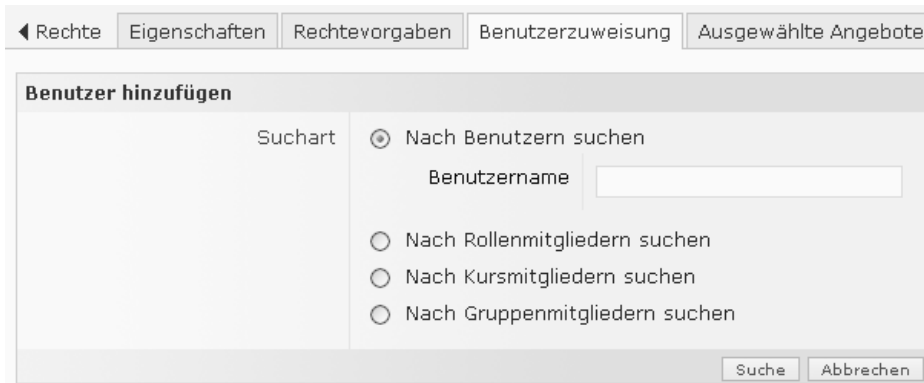 Rechte Eigenschaften Rechtevorgaben Benutzerzuweisung Ausgewählte Angebote
Benutzer hinzufügen
Suchart Nach Benutzern suchen
Benutzername
Nach Rollenmitgliedern suchen
Nach Kursmitgliedern suchen
Nach Gruppenmitgliedern suchen
Suche Abbrechen